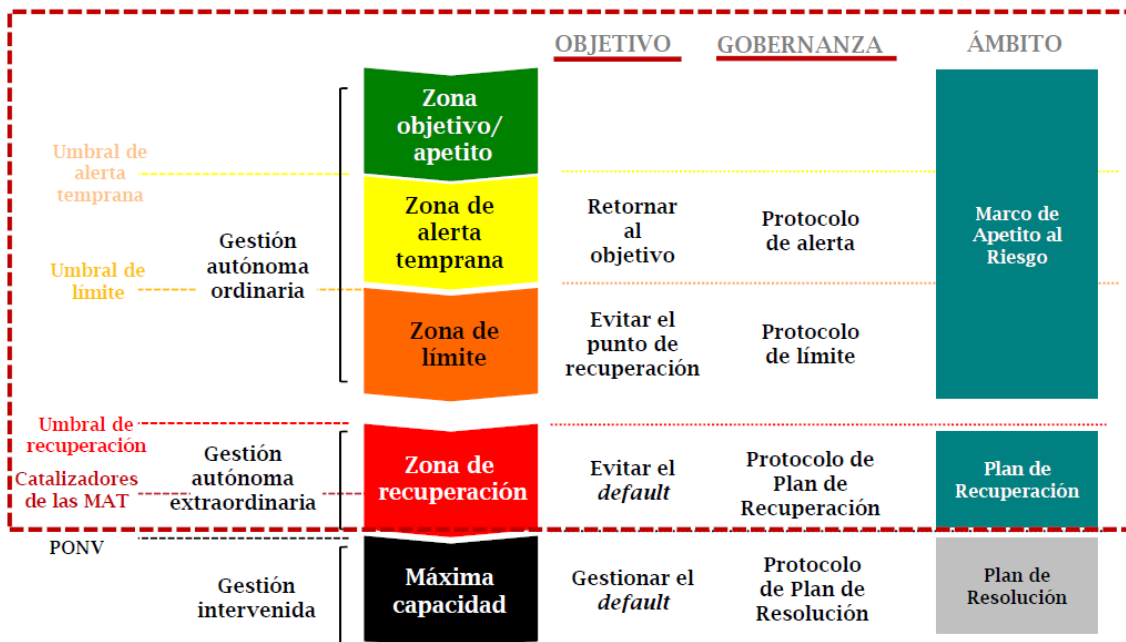 OBJETIVO
GOBERNANZA
ÁMBITO
Zona
objetivo/
apetito
Umbral de
alerta
temprana
Zona de
alerta
temprana
Retornar
al
objetivo
Protocolo
de alerta
Marco de
Apetito al
Riesgo
Gestión
autónoma
ordinaria
Umbral de
límite
Zona de
límite
Evitar el
punto de
recuperación
Protocolo
de límite
Umbral de
recuperación
Catalizadores
de las MAT
Gestión
autónoma
extraordinaria
Zona de
recuperación
Evitar el
default
Protocolo de
Plan de
Recuperación
Plan de
Recuperación
PONV
Gestión
intervenida
Máxima
capacidad
Gestionar el
default
Protocolo
de Plan de
Resolución
Plan de
Resolución